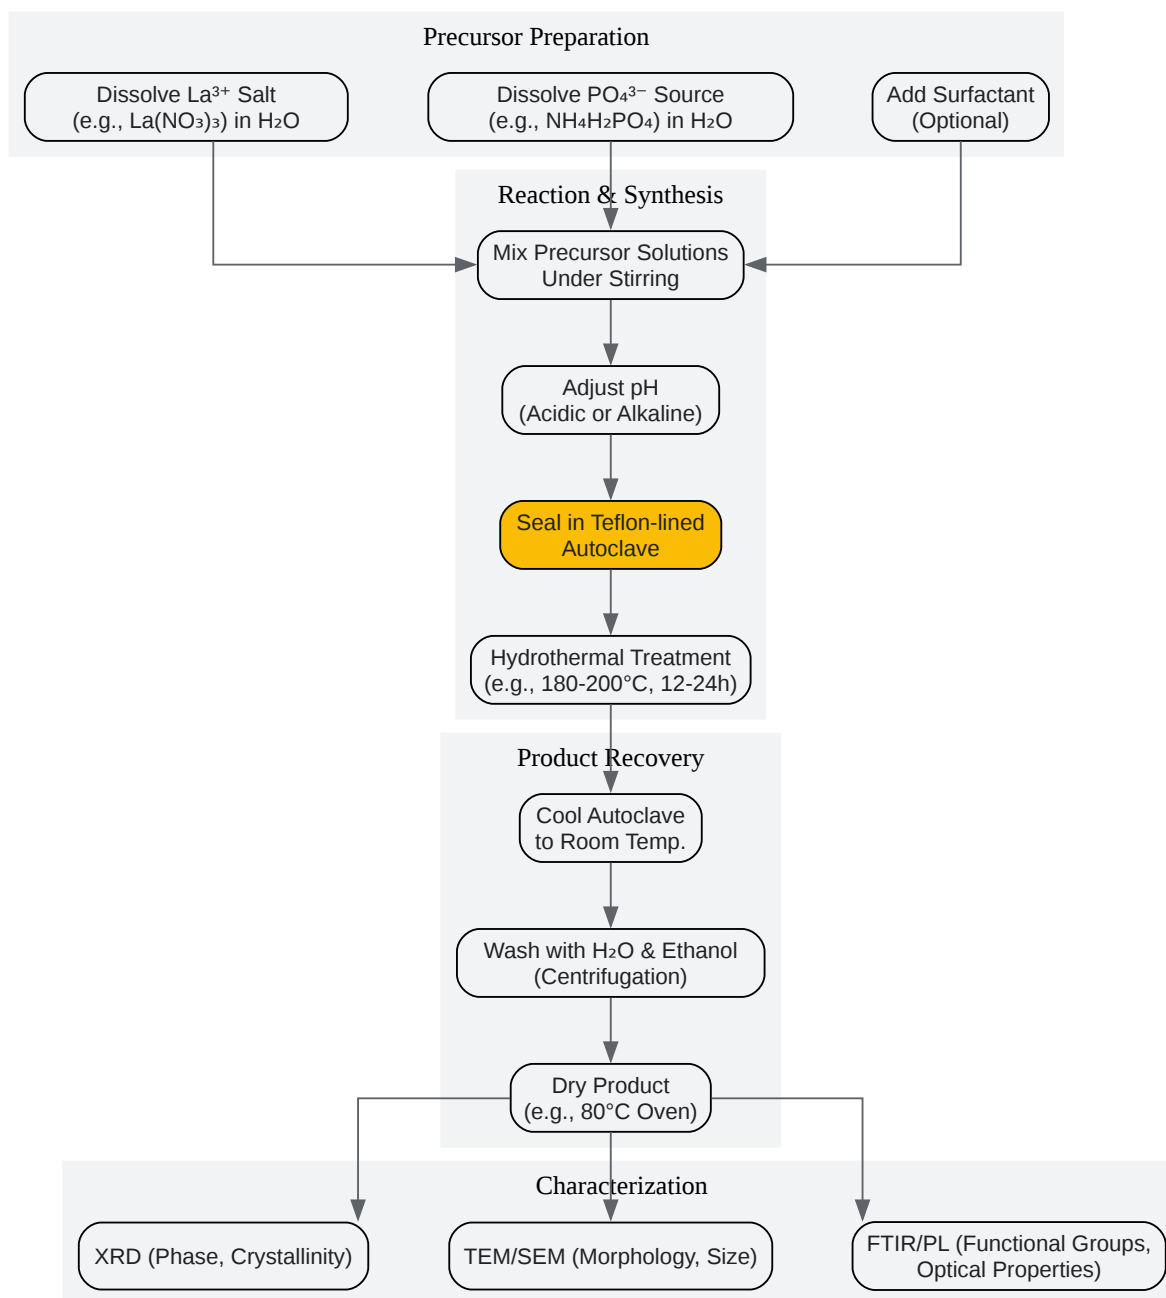 Precursor Preparation
Dissolve La³⁺ Salt
(e.g., La(NO₃)₃) in H₂O
Dissolve PO₄³⁻ Source
(e.g., NH₄H₂PO₄) in H₂O
Add Surfactant
(Optional)
Reaction & Synthesis
Mix Precursor Solutions
Under Stirring
Adjust pH
(Acidic or Alkaline)
Seal in Teflon-lined
Autoclave
Hydrothermal Treatment
(e.g., 180-200°C, 12-24h)
Product Recovery
Cool Autoclave
to Room Temp.
Wash with H₂O & Ethanol
(Centrifugation)
Dry Product
(e.g., 80°C Oven)
Characterization
XRD (Phase, Crystallinity)
TEM/SEM (Morphology, Size)
FTIR/PL (Functional Groups,
Optical Properties)